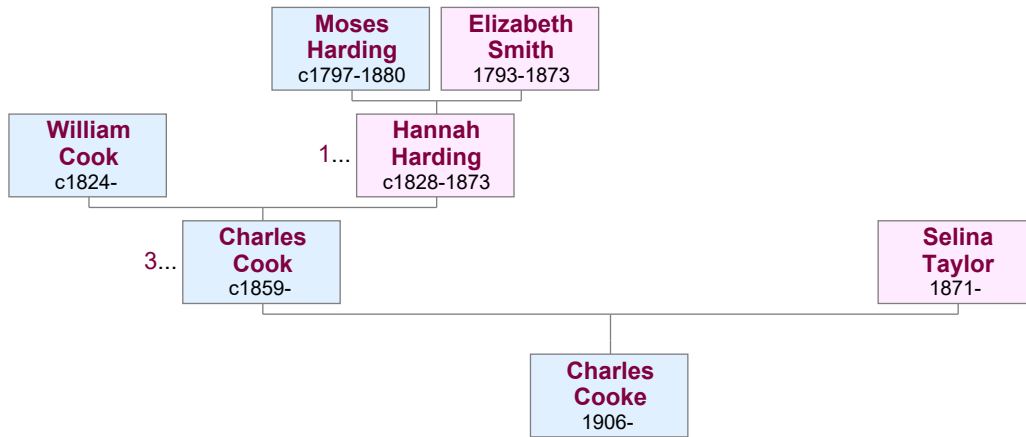 Moses
Harding
c1797-1880
Elizabeth
Smith
1793-1873
William
Cook
c1824-
1...
Hannah
Harding
c1828-1873
3...
Charles
Cook
c1859-
Selina
Taylor
1871-
Charles
Cooke
1906-